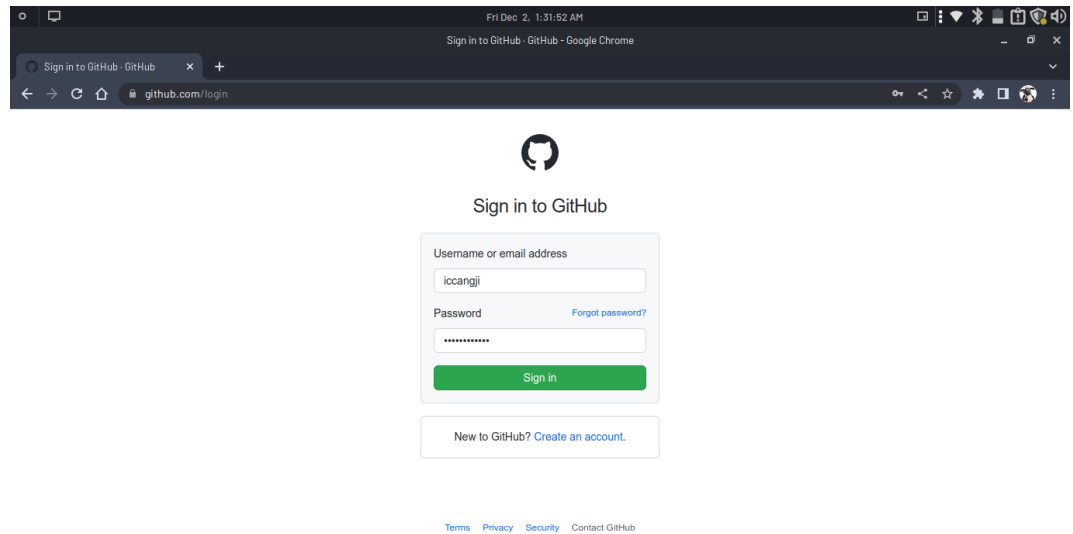 Fri Dec 2, 1:31:52 AM
Sign in to GitHub · GitHub - Google Chrome
Sign in to GitHub · GitHub
github.com/login
Sign in to GitHub
Username or email address
iccangji
Password Forgot password?
••••••••••••
Sign in
New to GitHub? Create an account.
Terms Privacy Security Contact GitHub